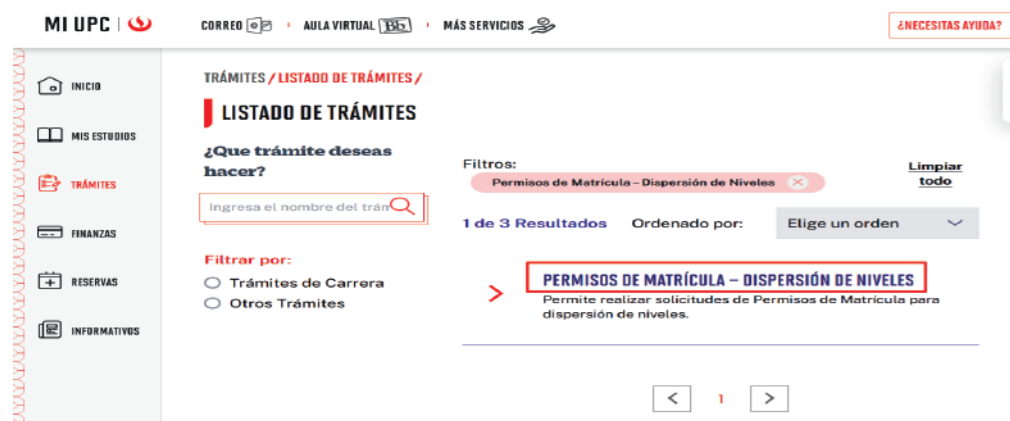 MI UPC
CORREO
AULA VIRTUAL Bb
MÁS SERVICIOS
¿NECESITAS AYUDA?
INICIO
MIS ESTUDIOS
TRÁMITES
FINANZAS
RESERVAS
INFORMATIVOS
TRÁMITES / LISTADO DE TRÁMITES /
LISTADO DE TRÁMITES
¿Que trámite deseas
hacer?
Ingresa el nombre del trám
Filtrar por:
Trámites de Carrera
Otros Trámites
Filtros:
Permisos de Matrícula – Dispersión de Niveles
Limpiar
todo
1 de 3 Resultados
Ordenado por:
Elige un orden
PERMISOS DE MATRÍCULA – DISPERSIÓN DE NIVELES
Permite realizar solicitudes de Permisos de Matrícula para
dispersión de niveles.
< 1 >